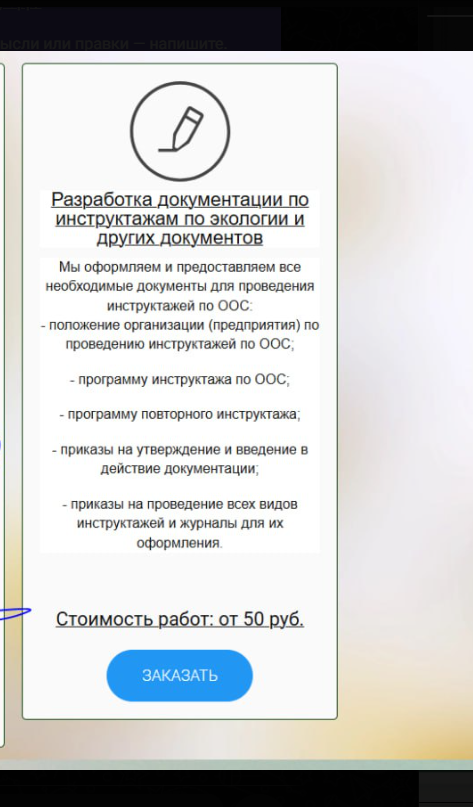 ысли или правки — напишите.
Разработка документации по
инструктажам по экологии и
других документов
Мы оформляем и предоставляем все
необходимые документы для проведения
инструктажей по ООС:
- положение организации (предприятия) по
проведению инструктажей по ООС;
- программу инструктажа по ООС;
- программу повторного инструктажа;
- приказы на утверждение и введение в
действие документации;
- приказы на проведение всех видов
инструктажей и журналы для их
оформления.
Стоимость работ: от 50 руб.
ЗАКАЗАТЬ